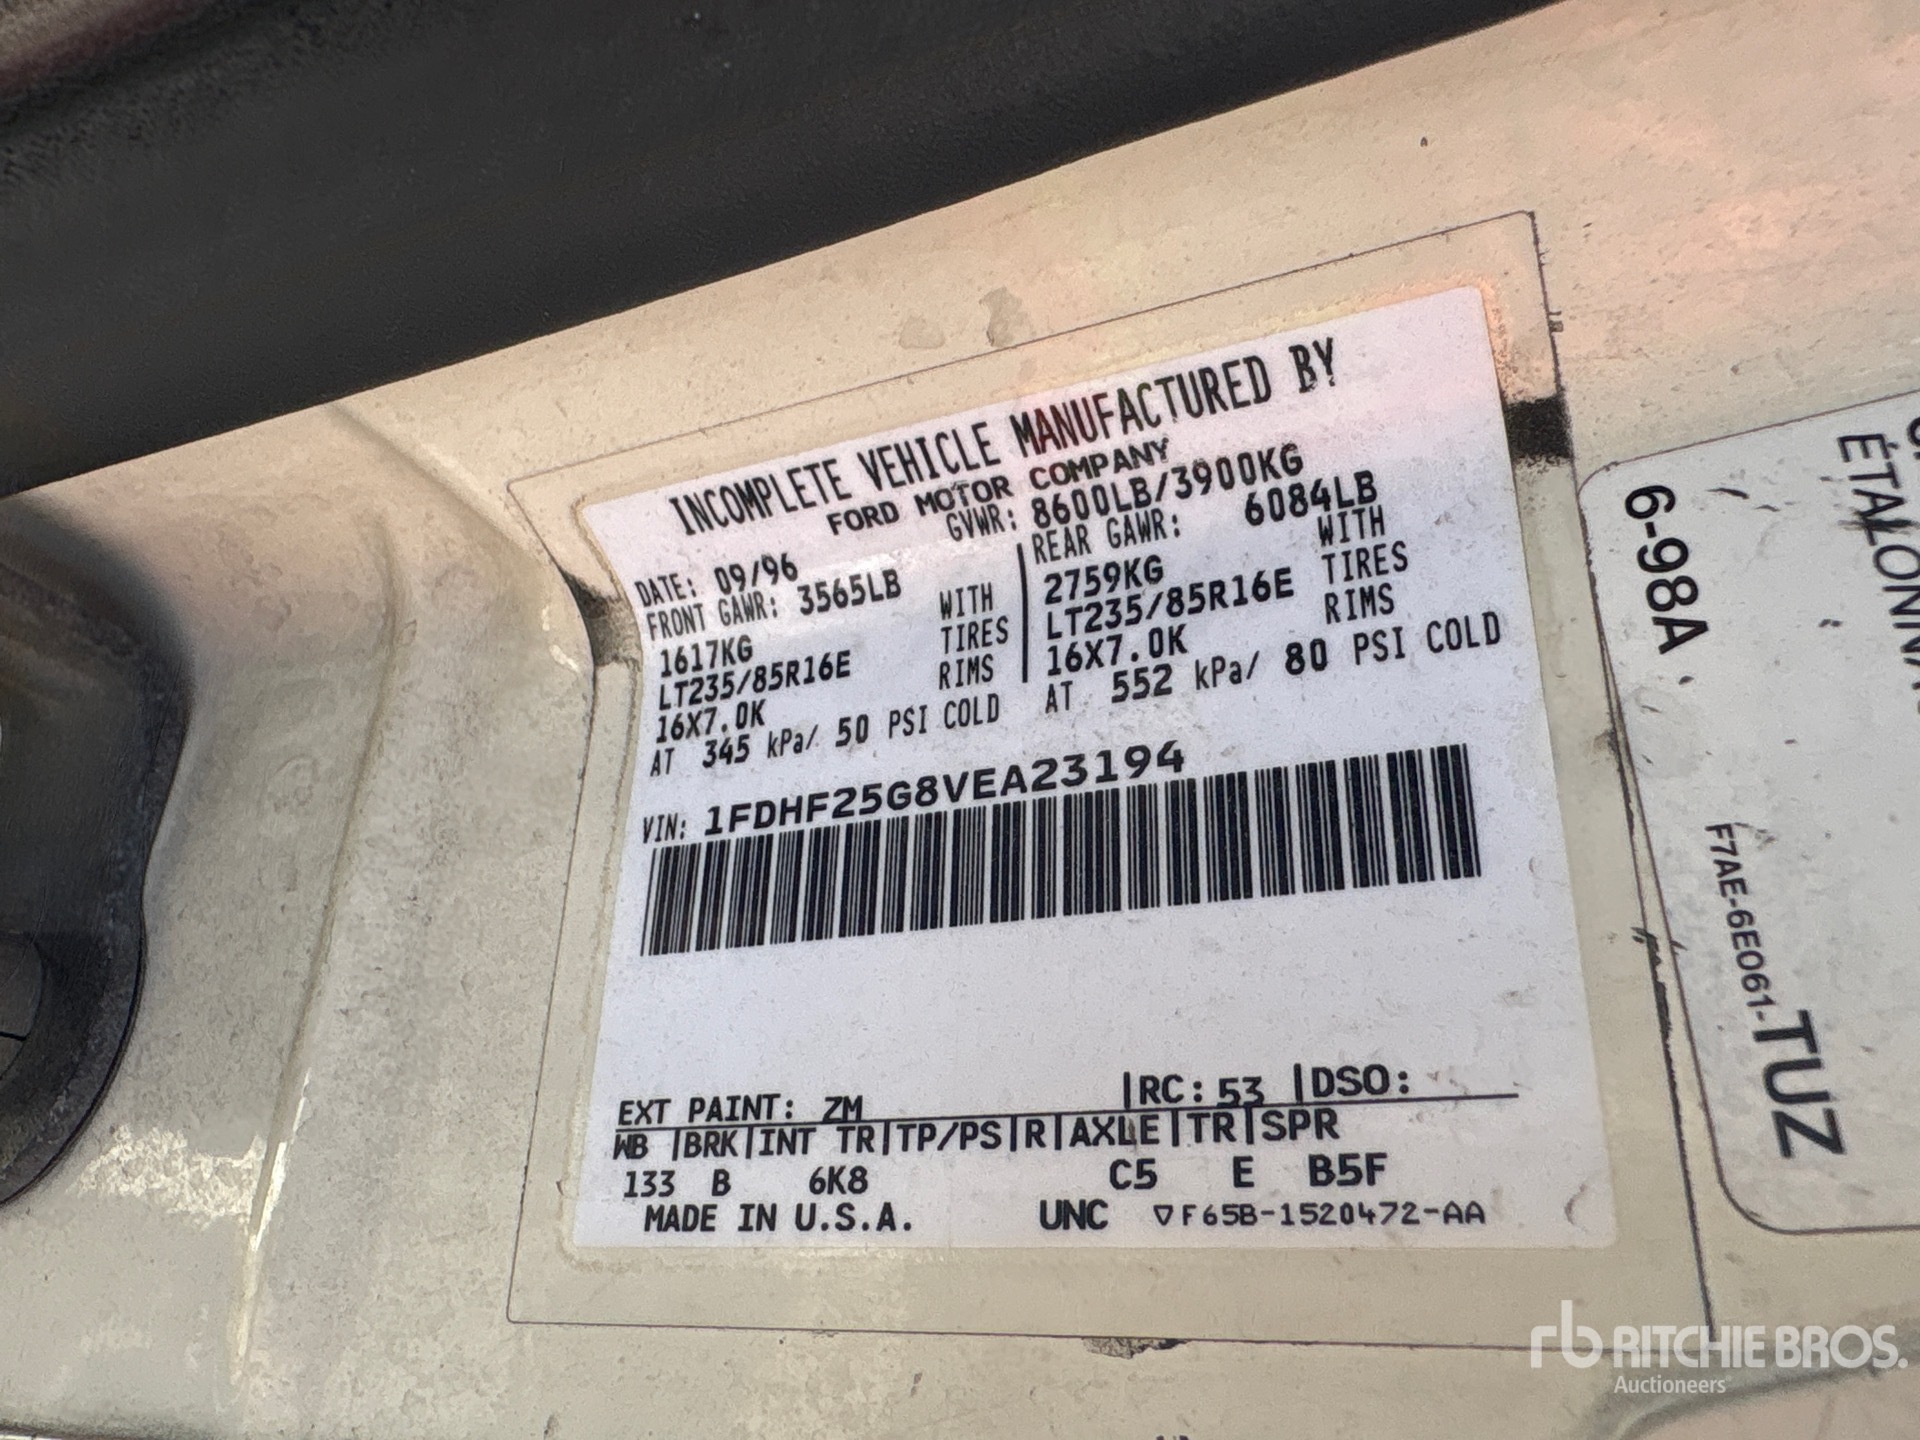 INCOMPLETE VEHICLE MANUFACTURED BY
FORD MOTOR COMPANY
GVWR: 8600LB/3900KG
DATE: 09/96
FRONT GAWR: 3565LB
1617KG WITH
LT235/85R16E TIRES
16X7.0K RIMS
AT 345 kPa/ 50 PSI COLD
REAR GAWR: 6084LB
2759KG WITH
LT235/85R16E TIRES
16X7.0K RIMS
AT 552 kPa/ 80 PSI COLD
VIN: 1FDHF25G8VEA23194
EXT PAINT: ZM |RC: 53 |DSO:
WB |BRK|INT TR|TP/PS|R|AXLE|TR|SPR
133 B 6K8 C5 E B5F
MADE IN U.S.A. UNC ▽F65B-1520472-AA
6-98A
F7AE-6E061-TUZ
rb RITCHIE BROS.
Auctioneers